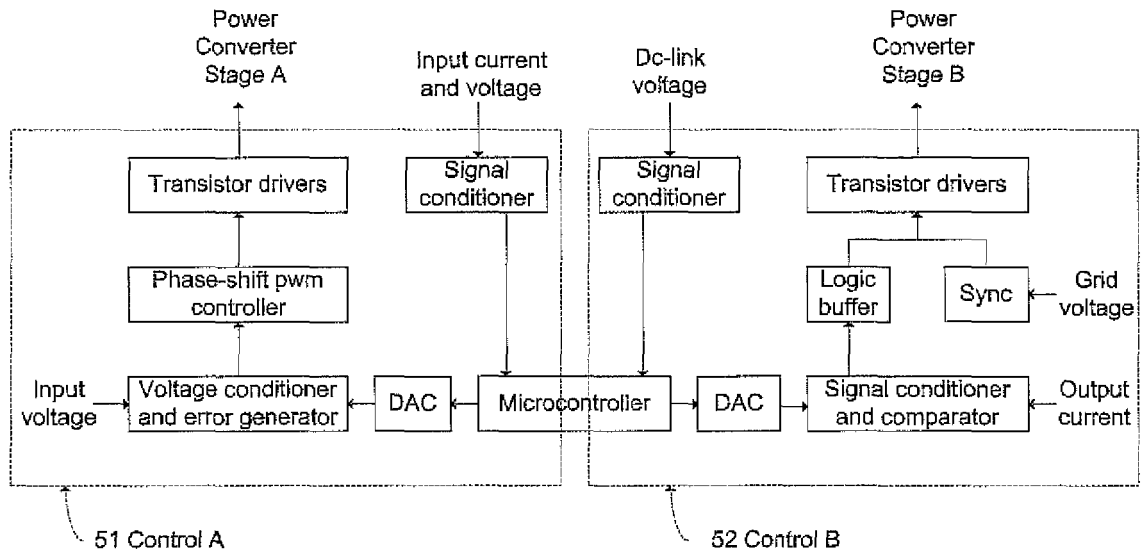 Power
Converter
Stage A
Input current
and voltage
Dc-link
voltage
Power
Converter
Stage B
Transistor drivers
Signal
conditioner
Signal
conditioner
Transistor drivers
Phase-shift pwm
controller
Logic
buffer
Sync
Grid
voltage
Input
voltage
Voltage conditioner
and error generator
DAC
Microcontroller
DAC
Signal conditioner
and comparator
Output
current
51 Control A
52 Control B